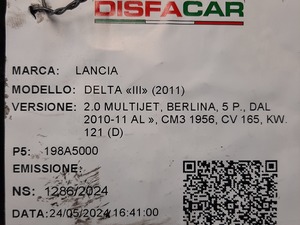 DISFACAR
MARCA: LANCIA
MODELLO: DELTA «III» (2011)
VERSIONE: 2.0 MULTIJET, BERLINA, 5 P., DAL
2010-11 AL », CM3 1956, CV 165, KW.
121 (D)
P5: 198A5000
EMISSIONE:
NS: 1286/2024
DATA:24/05/2024 16:41:00